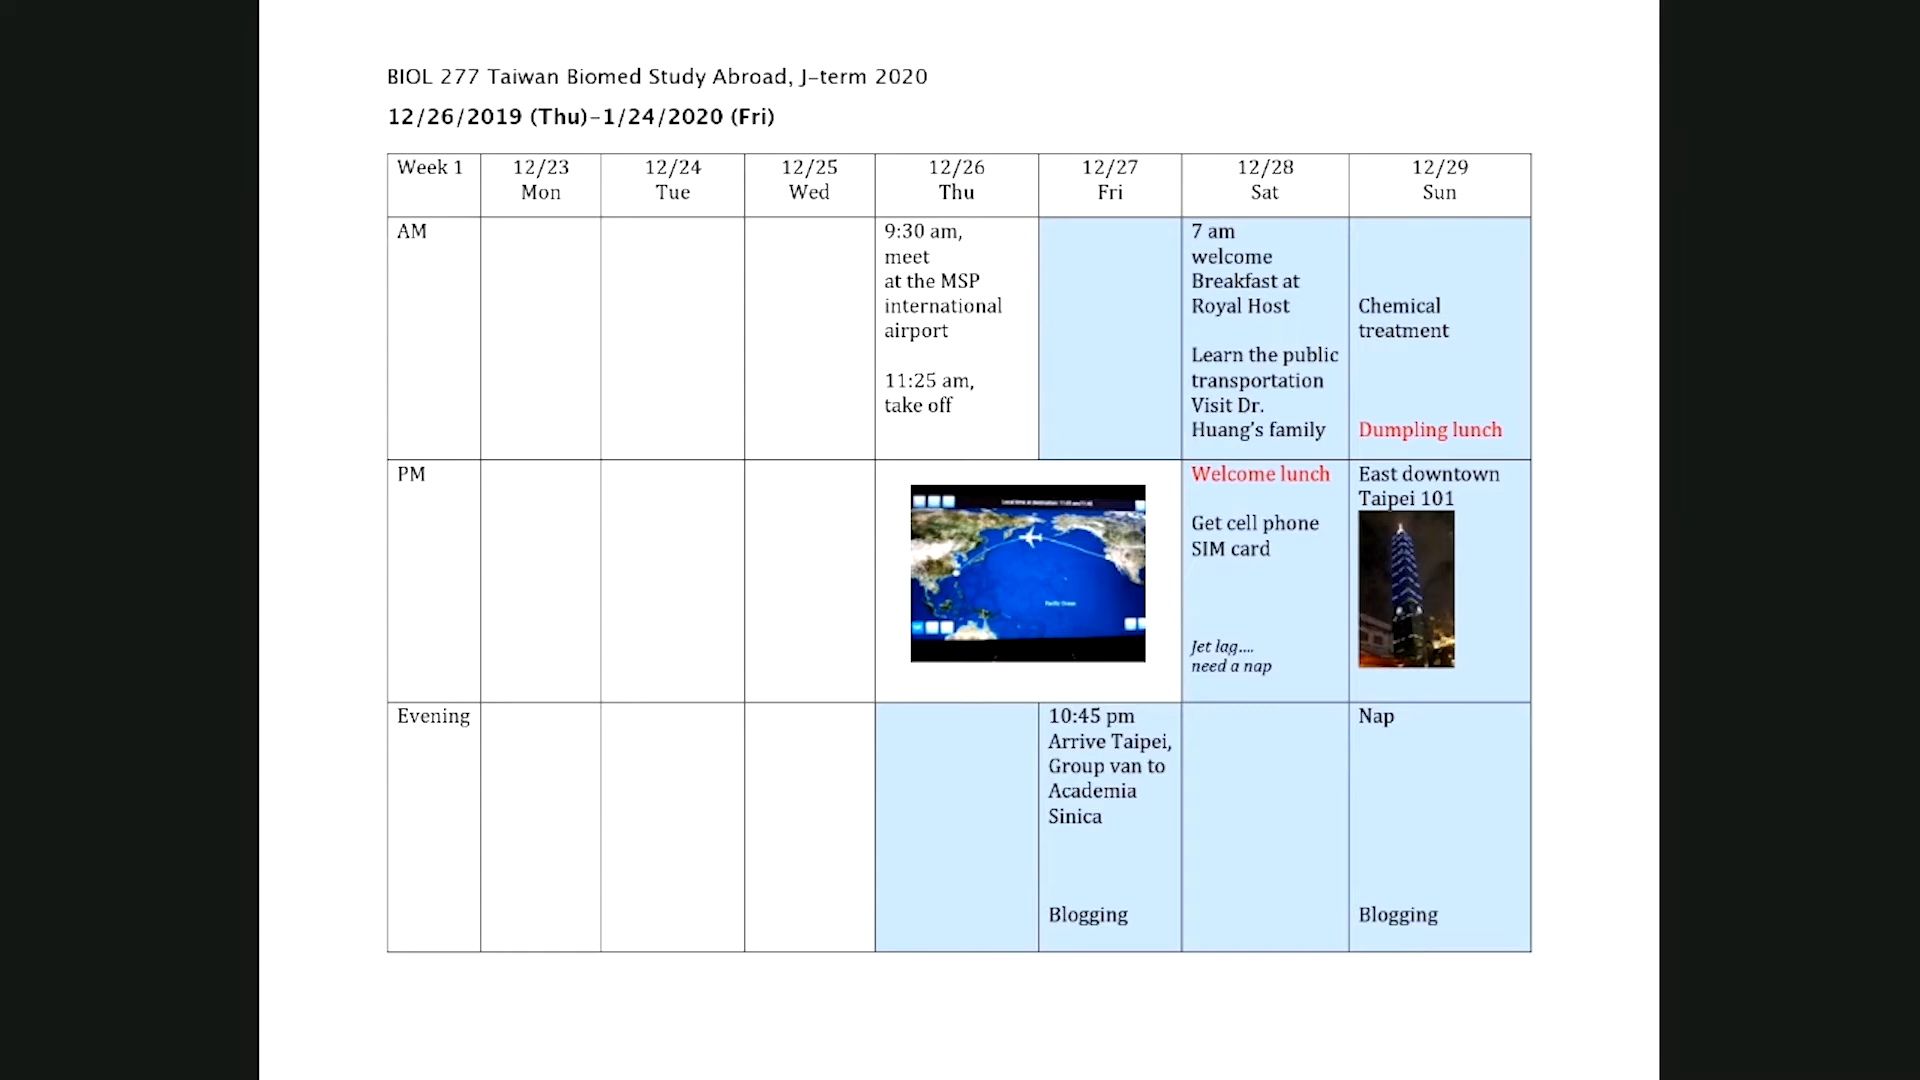 BIOL 277 Taiwan Biomed Study Abroad, J-term 2020
12/26/2019 (Thu)-1/24/2020 (Fri)
Week 1
12/23
Mon
12/24
Tue
12/25
Wed
12/26
Thu
12/27
Fri
12/28
Sat
12/29
Sun
AM
9:30 am,
meet
at the MSP
international
airport
11:25 am,
take off
7 am
welcome
Breakfast at
Royal Host
Learn the public
transportation
Visit Dr.
Huang's family
Chemical
treatment
Dumpling lunch
PM
Pacific Ocean
Welcome lunch
Get cell phone
SIM card
Jet lag....
need a nap
East downtown
Taipei 101
Evening
10:45 pm
Arrive Taipei,
Group van to
Academia
Sinica
Blogging
Nap
Blogging